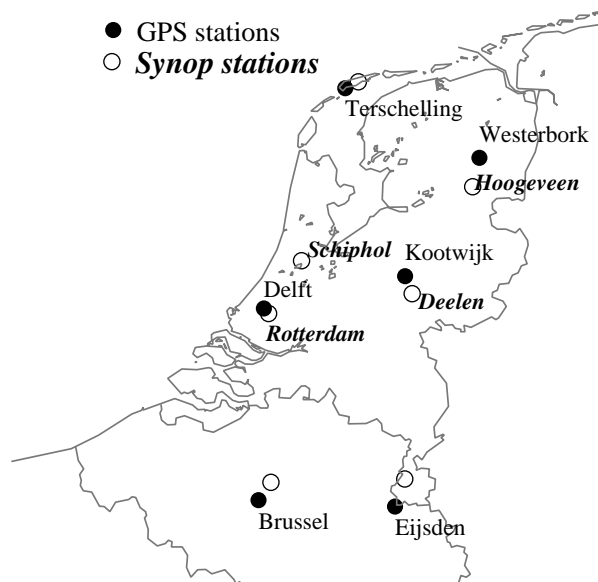 GPS stations
Synop stations
Terschelling
Westerbork
Hoogeveen
Schiphol
Kootwijk
Delft
Deelen
Rotterdam
Brussel
Eijsden